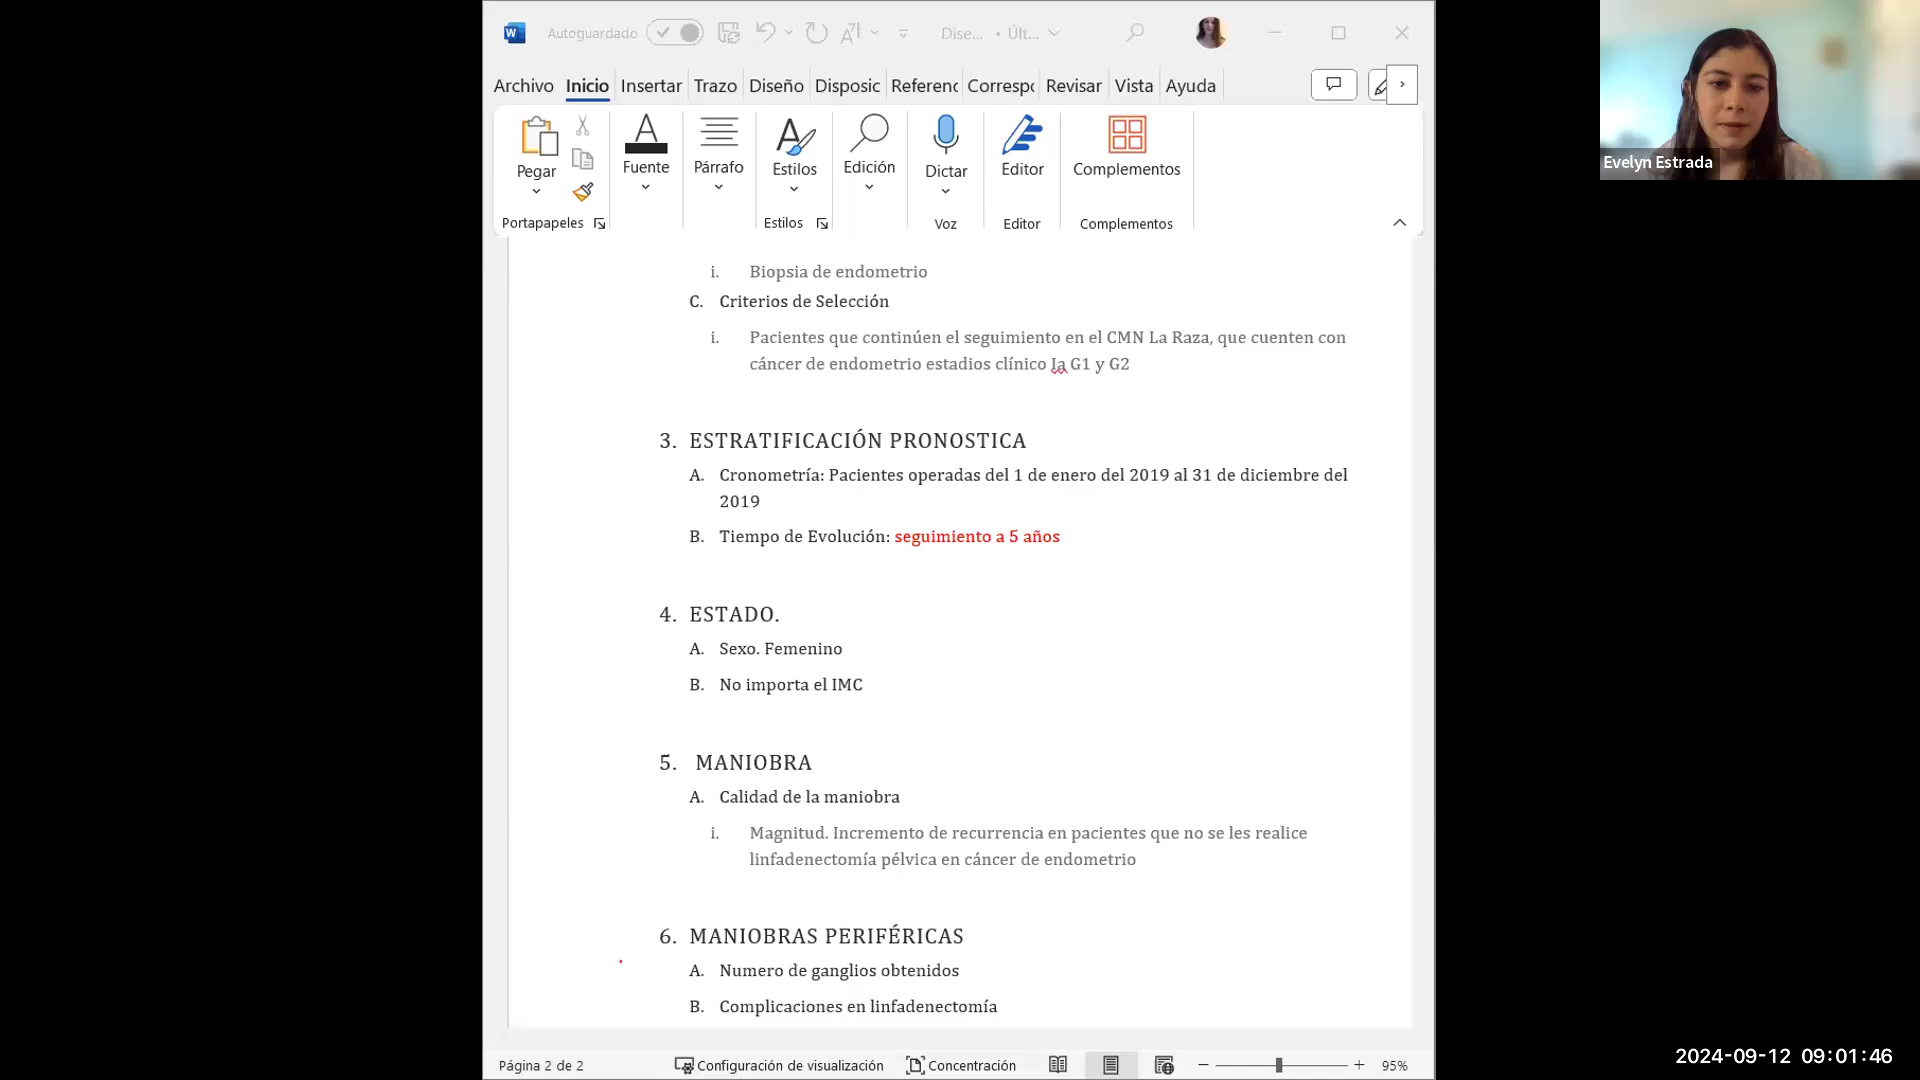 Autoguardado
Dise... • Últ...
Archivo Inicio Insertar Trazo Diseño Disposic Referenc Correspo Revisar Vista Ayuda
Pegar Fuente Párrafo Estilos Edición Dictar Editor Complementos
Portapapeles Estilos Voz Editor Complementos
i. Biopsia de endometrio
C. Criterios de Selección
i. Pacientes que continúen el seguimiento en el CMN La Raza, que cuenten con
cáncer de endometrio estadios clínico Ia G1 y G2
3. ESTRATIFICACIÓN PRONOSTICA
A. Cronometría: Pacientes operadas del 1 de enero del 2019 al 31 de diciembre del
2019
B. Tiempo de Evolución: seguimiento a 5 años
4. ESTADO.
A. Sexo. Femenino
B. No importa el IMC
5. MANIOBRA
A. Calidad de la maniobra
i. Magnitud. Incremento de recurrencia en pacientes que no se les realice
linfadenectomía pélvica en cáncer de endometrio
6. MANIOBRAS PERIFÉRICAS
A. Numero de ganglios obtenidos
B. Complicaciones en linfadenectomía
Página 2 de 2 Configuración de visualización Concentración 95%
Evelyn Estrada
2024-09-12 09:01:46